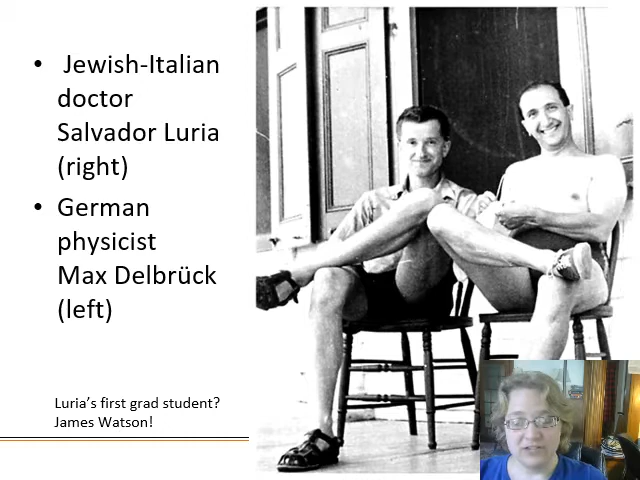 • Jewish-Italian
doctor
Salvador Luria
(right)
• German
physicist
Max Delbrück
(left)
Luria's first grad student?
James Watson!